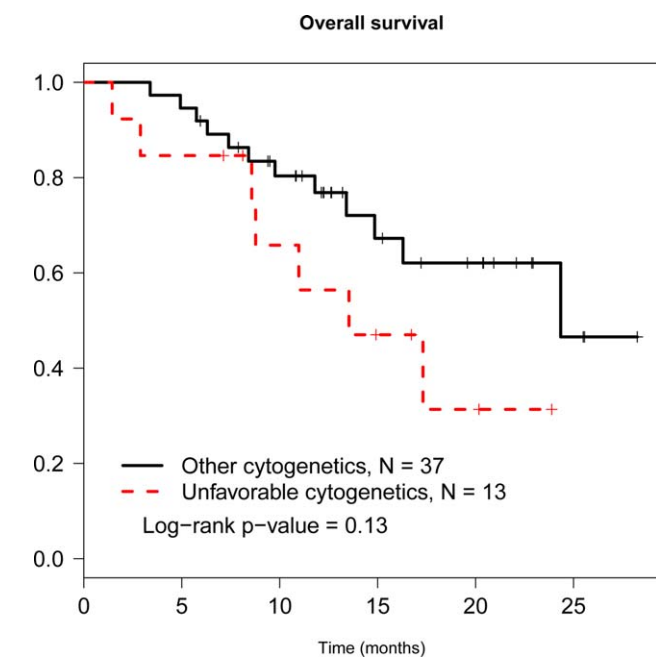 Overall survival
1.0
0.8
0.6
0.4
0.2
0.0
Other cytogenetics, N = 37
Unfavorable cytogenetics, N = 13
Log−rank p−value = 0.13
0 5 10 15 20 25
Time (months)